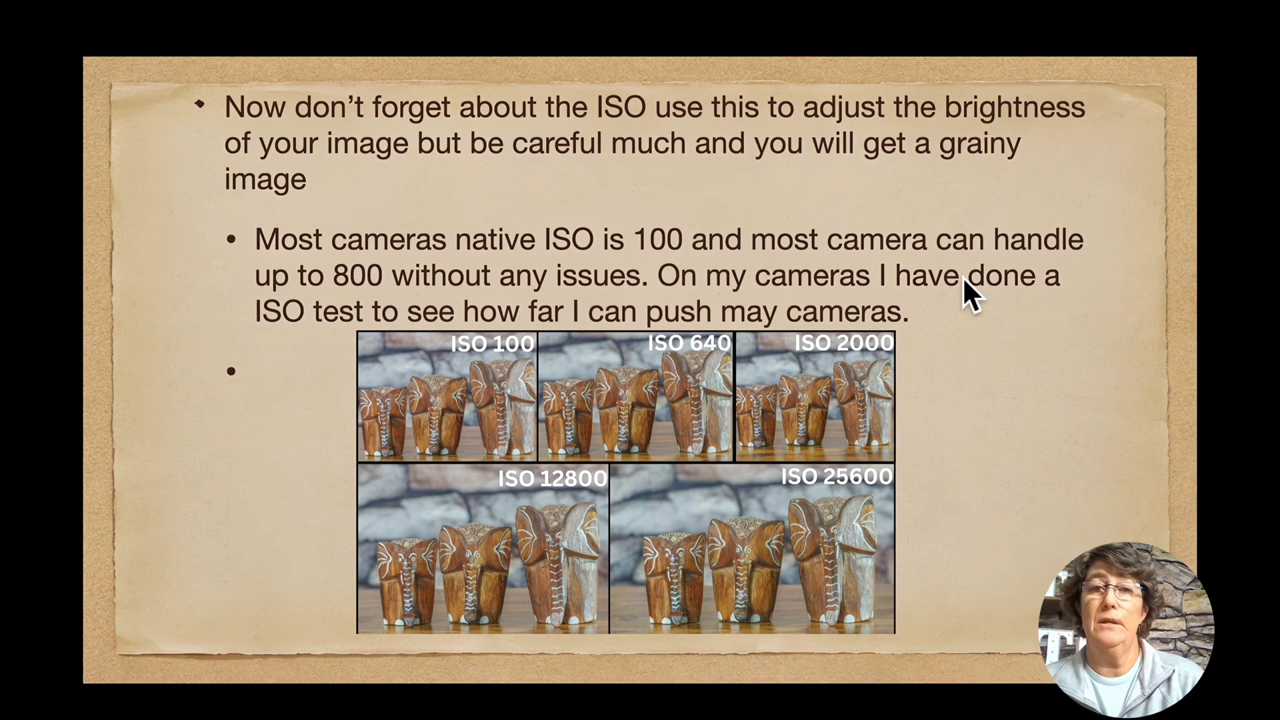 Now don’t forget about the ISO use this to adjust the brightness
of your image but be careful much and you will get a grainy
image
Most cameras native ISO is 100 and most camera can handle
up to 800 without any issues. On my cameras I have done a
ISO test to see how far I can push may cameras.
ISO 100
ISO 640
ISO 2000
ISO 12800
ISO 25600